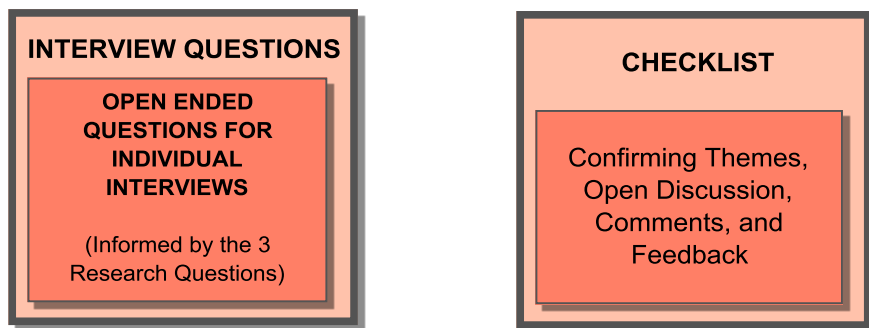 INTERVIEW QUESTIONS
OPEN ENDED
QUESTIONS FOR
INDIVIDUAL
INTERVIEWS
(Informed by the 3
Research Questions)
CHECKLIST
Confirming Themes,
Open Discussion,
Comments, and
Feedback